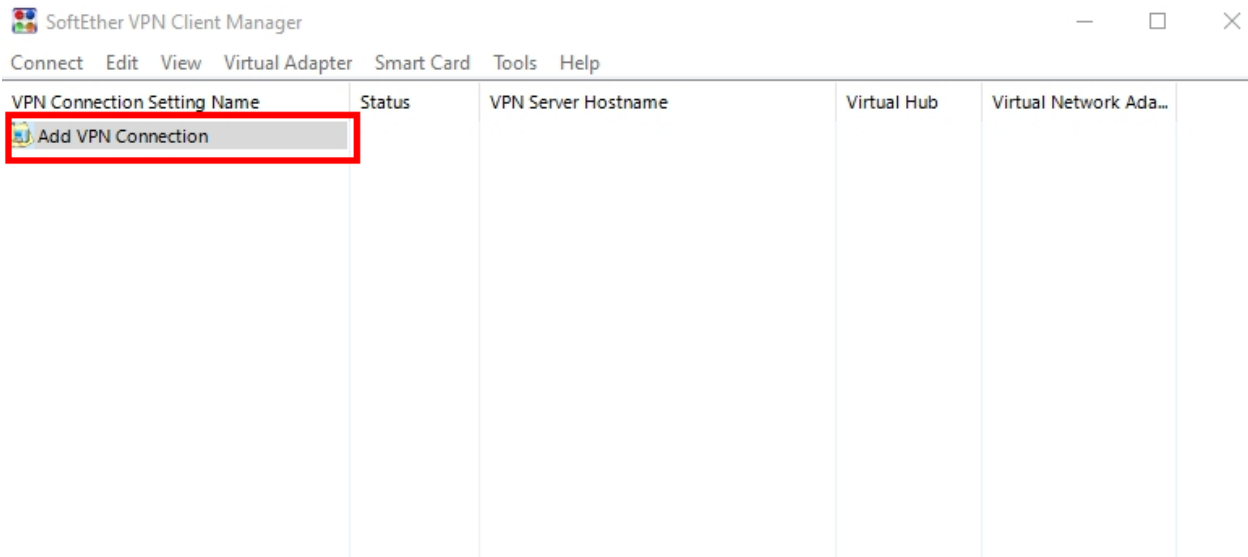 SoftEther VPN Client Manager
Connect Edit View Virtual Adapter Smart Card Tools Help
VPN Connection Setting Name Status VPN Server Hostname Virtual Hub Virtual Network Ada...
Add VPN Connection